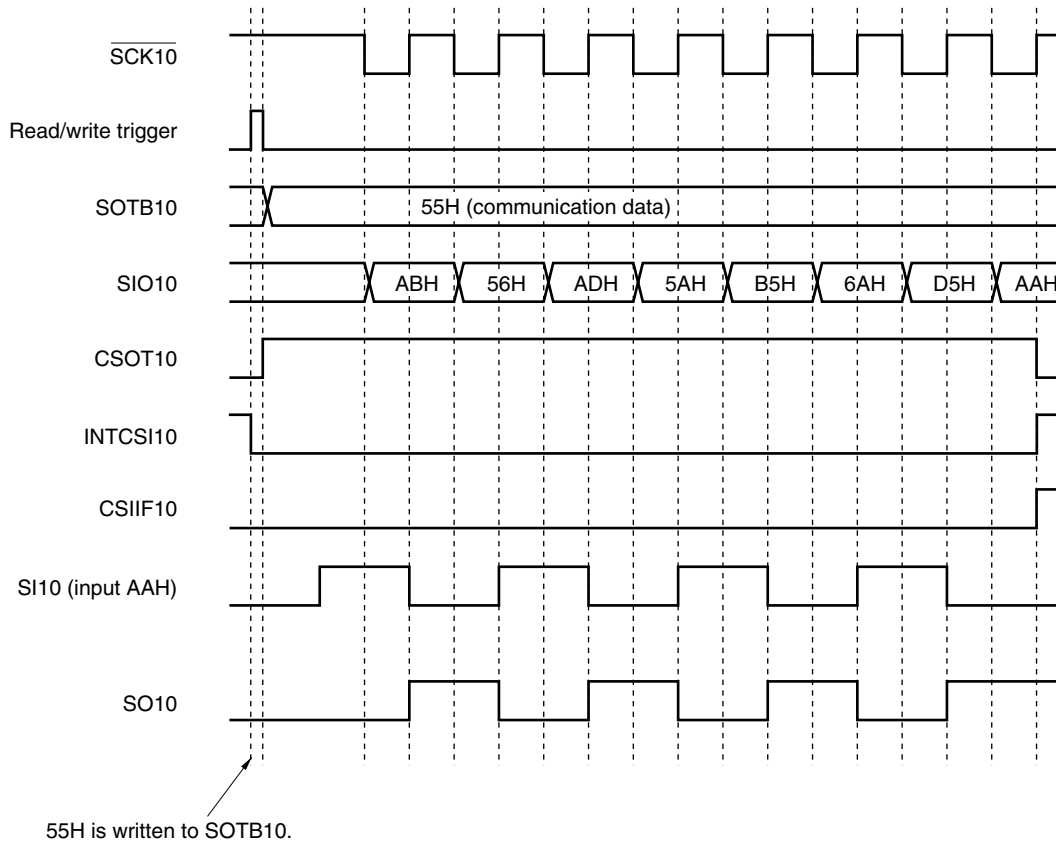 SCK10
Read/write trigger
SOTB10
55H (communication data)
SIO10
ABH 56H ADH 5AH B5H 6AH D5H AAH
CSOT10
INTCSI10
CSIIF10
SI10 (input AAH)
SO10
55H is written to SOTB10.